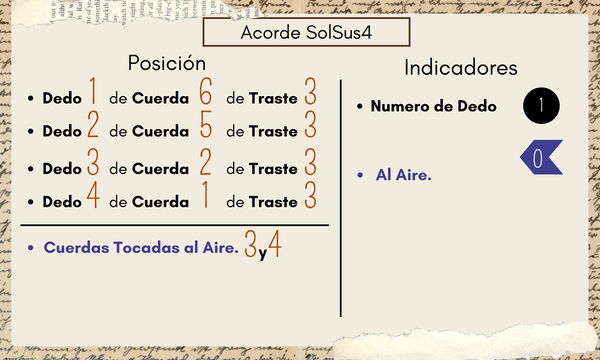 Acorde SolSus4
Posición
• Dedo 1 de Cuerda 6 de Traste 3
• Dedo 2 de Cuerda 5 de Traste 3
• Dedo 3 de Cuerda 2 de Traste 3
• Dedo 4 de Cuerda 1 de Traste 3
• Cuerdas Tocadas al Aire. 3 y 4
Indicadores
• Numero de Dedo 1
• Al Aire. 0